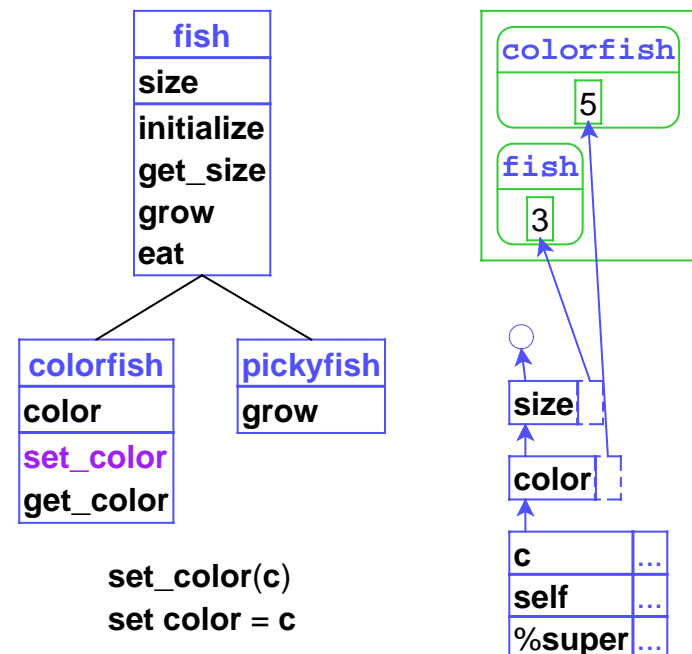 fish
size
initialize
get_size
grow
eat
colorfish
color
set_color
get_color
pickyfish
grow
set_color(c)
set color = c
colorfish
5
fish
3
size
color
c ...
self ...
%super ...